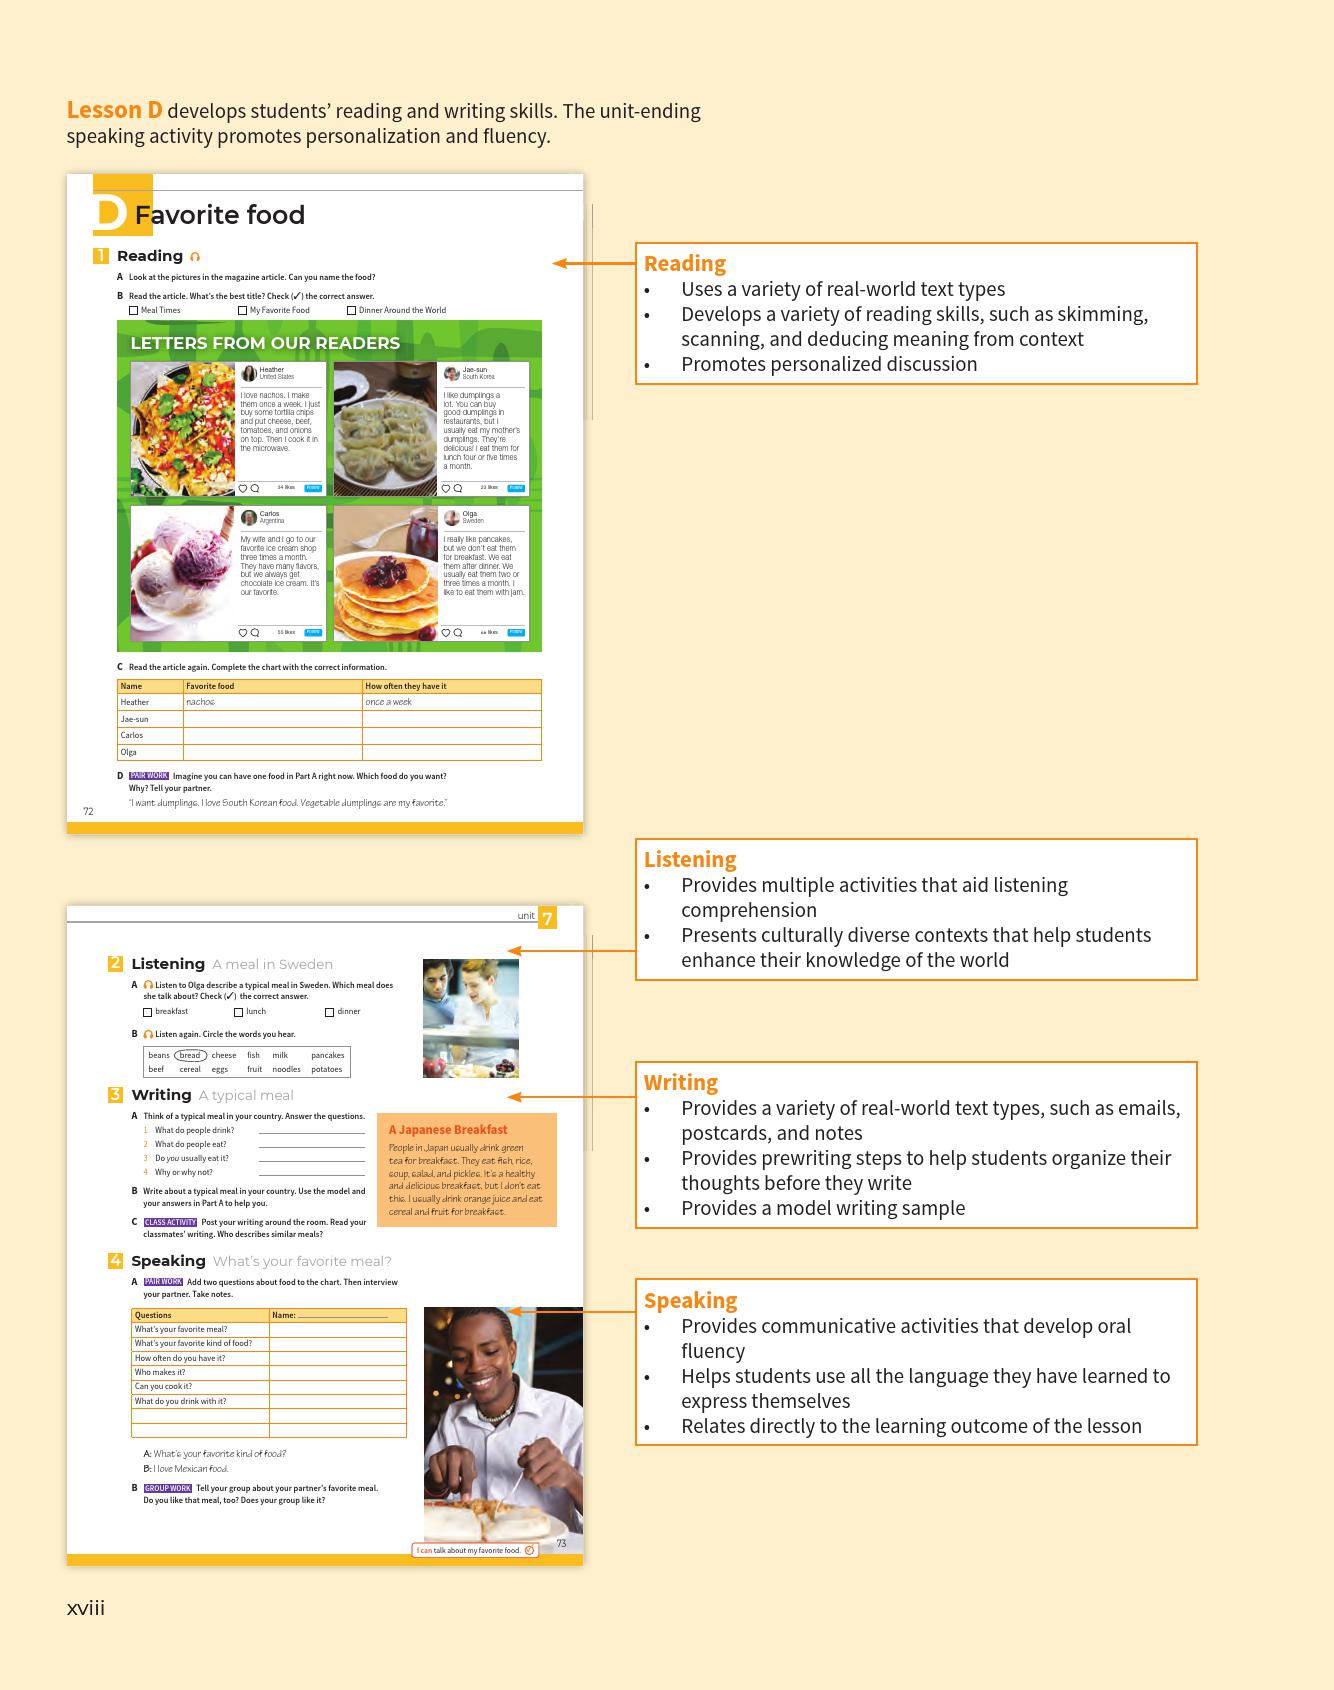 Lesson D develops students’ reading and writing skills. The unit-ending
speaking activity promotes personalization and fluency.
D Favorite food
1 Reading
A Look at the pictures in the magazine article. Can you name the food?
B Read the article. What's the best title? Check (✓) the correct answer.
Meal Times
My Favorite Food
Dinner Around the World
LETTERS FROM OUR READERS
Heather
United States
I love nachos. I make
them once a week. I just
buy some tortilla chips
and put cheese, beef,
tomatoes, and onions
on top. Then I cook it in
the microwave.
34 likes
Follow
Jae-sun
South Korea
I like dumplings a
lot. You can buy
good dumplings in
restaurants, but I
usually eat my mother's
dumplings. They're
delicious! I eat them for
lunch four or five times
a month.
23 likes
Follow
Carlos
Argentina
My wife and I go to our
favorite ice cream shop
three times a month.
They have many flavors,
but we always get
chocolate ice cream. It's
our favorite.
55 likes
Follow
Olga
Sweden
I really like pancakes,
but we don't eat them
for breakfast. We eat
them after dinner. We
usually eat them two or
three times a month. I
like to eat them with jam.
44 likes
Follow
C Read the article again. Complete the chart with the correct information.
Name Favorite food How often they have it
Heather nachos once a week
Jae-sun
Carlos
Olga
D PAIR WORK Imagine you can have one food in Part A right now. Which food do you want?
Why? Tell your partner.
“I want dumplings. I love South Korean food. Vegetable dumplings are my favorite.”
72
Reading
• Uses a variety of real-world text types
• Develops a variety of reading skills, such as skimming,
scanning, and deducing meaning from context
• Promotes personalized discussion
unit 7
2 Listening A meal in Sweden
A Listen to Olga describe a typical meal in Sweden. Which meal does
she talk about? Check (✓) the correct answer.
breakfast
lunch
dinner
B Listen again. Circle the words you hear.
beans bread cheese fish milk pancakes
beef cereal eggs fruit noodles potatoes
3 Writing A typical meal
A Think of a typical meal in your country. Answer the questions.
1 What do people drink?
2 What do people eat?
3 Do you usually eat it?
4 Why or why not?
B Write about a typical meal in your country. Use the model and
your answers in Part A to help you.
C CLASS ACTIVITY Post your writing around the room. Read your
classmates' writing. Who describes similar meals?
A Japanese Breakfast
People in Japan usually drink green
tea for breakfast. They eat fish, rice,
soup, salad, and pickles. It's a healthy
and delicious breakfast, but I don't eat
this. I usually drink orange juice and eat
cereal and fruit for breakfast.
4 Speaking What's your favorite meal?
A PAIR WORK Add two questions about food to the chart. Then interview
your partner. Take notes.
Questions Name:
What's your favorite meal?
What's your favorite kind of food?
How often do you have it?
Who makes it?
Can you cook it?
What do you drink with it?
A: What's your favorite kind of food?
B: I love Mexican food.
B GROUP WORK Tell your group about your partner's favorite meal.
Do you like that meal, too? Does your group like it?
I can talk about my favorite food.
73
Listening
• Provides multiple activities that aid listening
comprehension
• Presents culturally diverse contexts that help students
enhance their knowledge of the world
Writing
• Provides a variety of real-world text types, such as emails,
postcards, and notes
• Provides prewriting steps to help students organize their
thoughts before they write
• Provides a model writing sample
Speaking
• Provides communicative activities that develop oral
fluency
• Helps students use all the language they have learned to
express themselves
• Relates directly to the learning outcome of the lesson
xviii